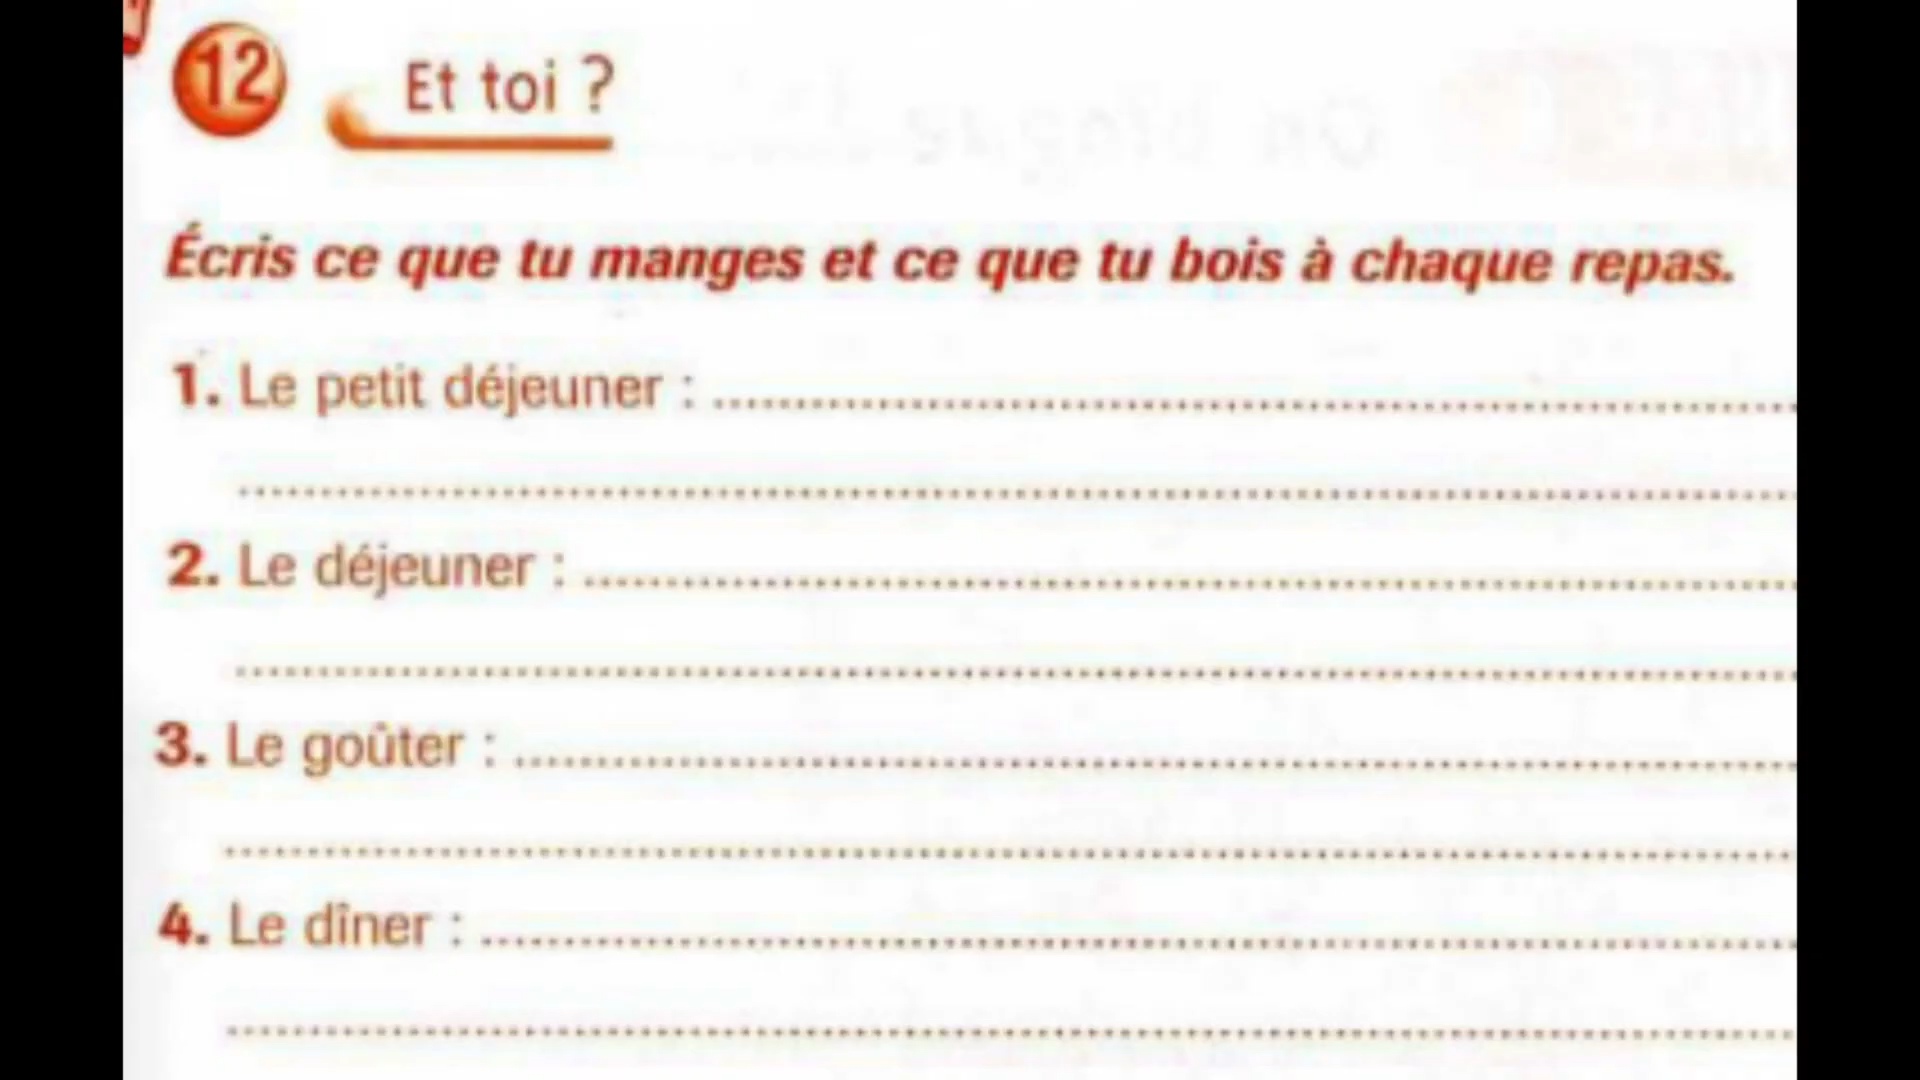 12 Et toi ?
Écris ce que tu manges et ce que tu bois à chaque repas.
1. Le petit déjeuner : ........................................................................
........................................................................
2. Le déjeuner : ........................................................................
........................................................................
3. Le goûter : ........................................................................
........................................................................
4. Le dîner : ........................................................................
........................................................................